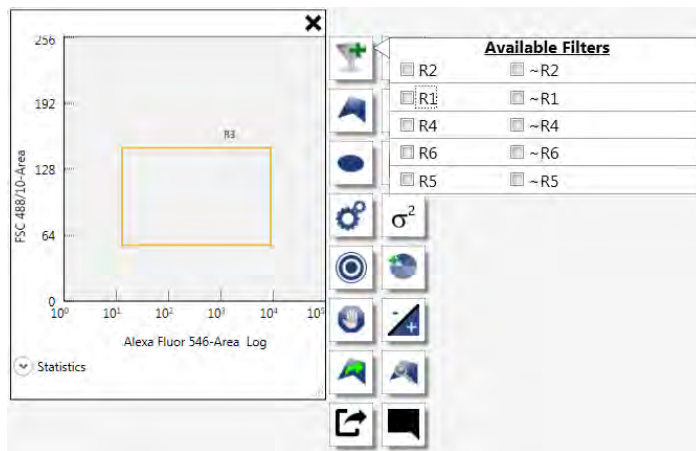 256
192
128
64
0
FSC 488/10-Area
R3
10⁰ 10¹ 10² 10³ 10⁴ 10⁵
Alexa Fluor 546-Area Log
Statistics
Available Filters
R2 ~R2
R1 ~R1
R4 ~R4
R6 ~R6
R5 ~R5
σ²